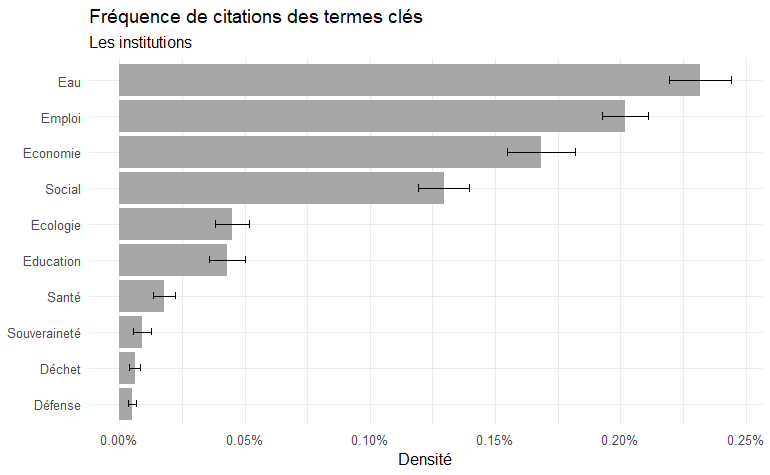 Fréquence de citations des termes clés
Les institutions
Eau
Emploi
Economie
Social
Ecologie
Education
Santé
Souveraineté
Déchet
Défense
0.00% 0.05% 0.10% 0.15% 0.20% 0.25%
Densité